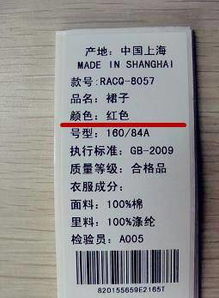 产地：中国上海
MADE IN SHANGHAI
款号：RACQ-8057
品名：裙子
颜色：红色
号型：160/84A
执行标准：GB-2009
质量等级：合格品
衣服成分：
面料：100%棉
里料：100%涤纶
检验员：A005
820155659E2165T